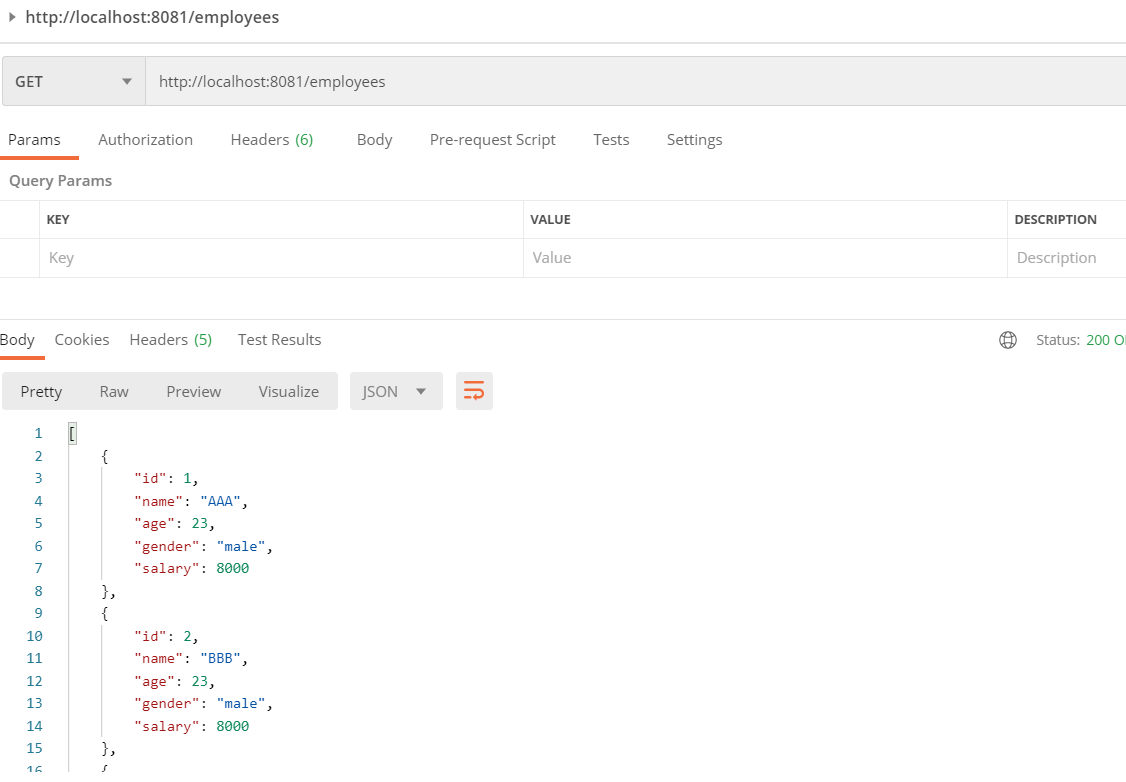 http://localhost:8081/employees
GET http://localhost:8081/employees
Params Authorization Headers (6) Body Pre-request Script Tests Settings
Query Params
KEY VALUE DESCRIPTION
Key Value Description
Body Cookies Headers (5) Test Results Status: 200 O
Pretty Raw Preview Visualize JSON
1 [
2 {
3 "id": 1,
4 "name": "AAA",
5 "age": 23,
6 "gender": "male",
7 "salary": 8000
8 },
9 {
10 "id": 2,
11 "name": "BBB",
12 "age": 23,
13 "gender": "male",
14 "salary": 8000
15 },
16 {